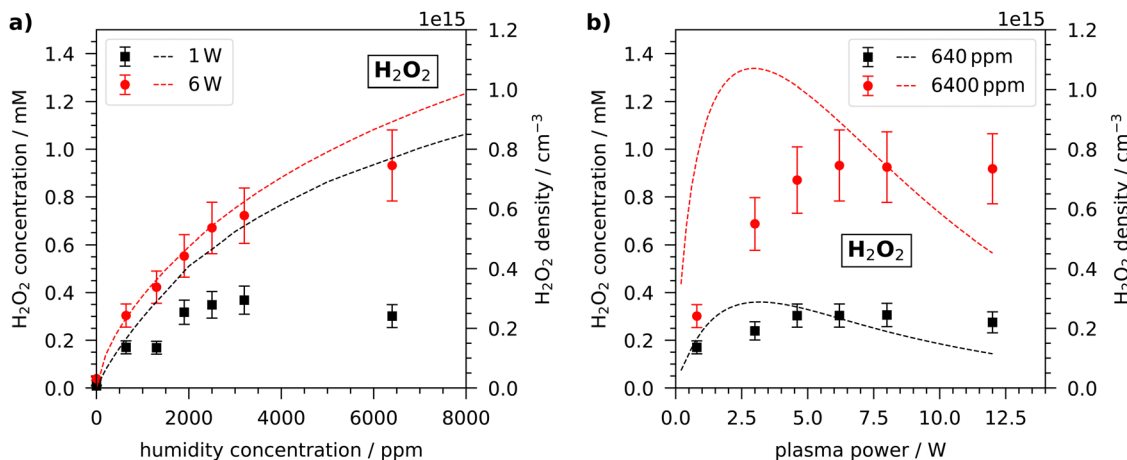 a)
1e15
H₂O₂ concentration / mM
1.4
1.2
1.0
0.8
0.6
0.4
0.2
0.0
1 W
6 W
H₂O₂
1.2
1.0
0.8
0.6
0.4
0.2
0.0
H₂O₂ density / cm⁻³
0 2000 4000 6000 8000
humidity concentration / ppm
b)
1e15
H₂O₂ concentration / mM
1.4
1.2
1.0
0.8
0.6
0.4
0.2
0.0
640 ppm
6400 ppm
H₂O₂
1.2
1.0
0.8
0.6
0.4
0.2
0.0
H₂O₂ density / cm⁻³
0.0 2.5 5.0 7.5 10.0 12.5
plasma power / W